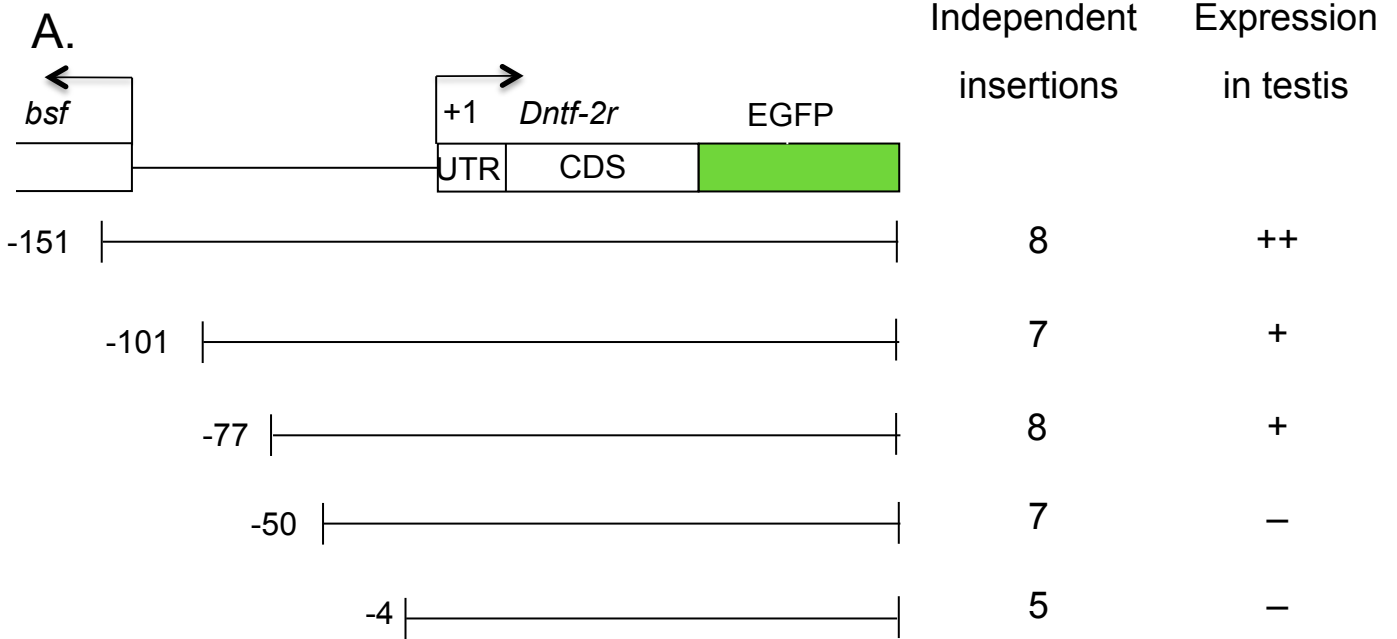 A.
Independent insertions
Expression in testis
bsf
+1 Dntf-2r EGFP
UTR CDS
-151 8 ++
-101 7 +
-77 8 +
-50 7 –
-4 5 –